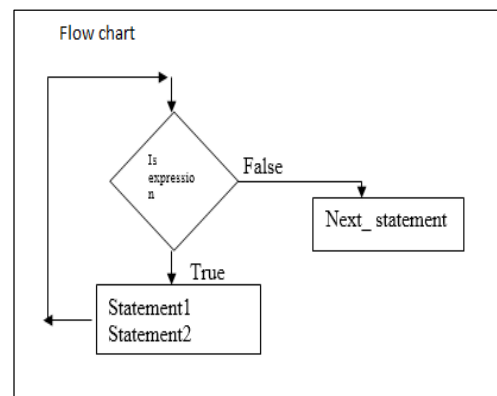 Flow chart
Is
expressio
n
False
Next_ statement
True
Statement1
Statement2